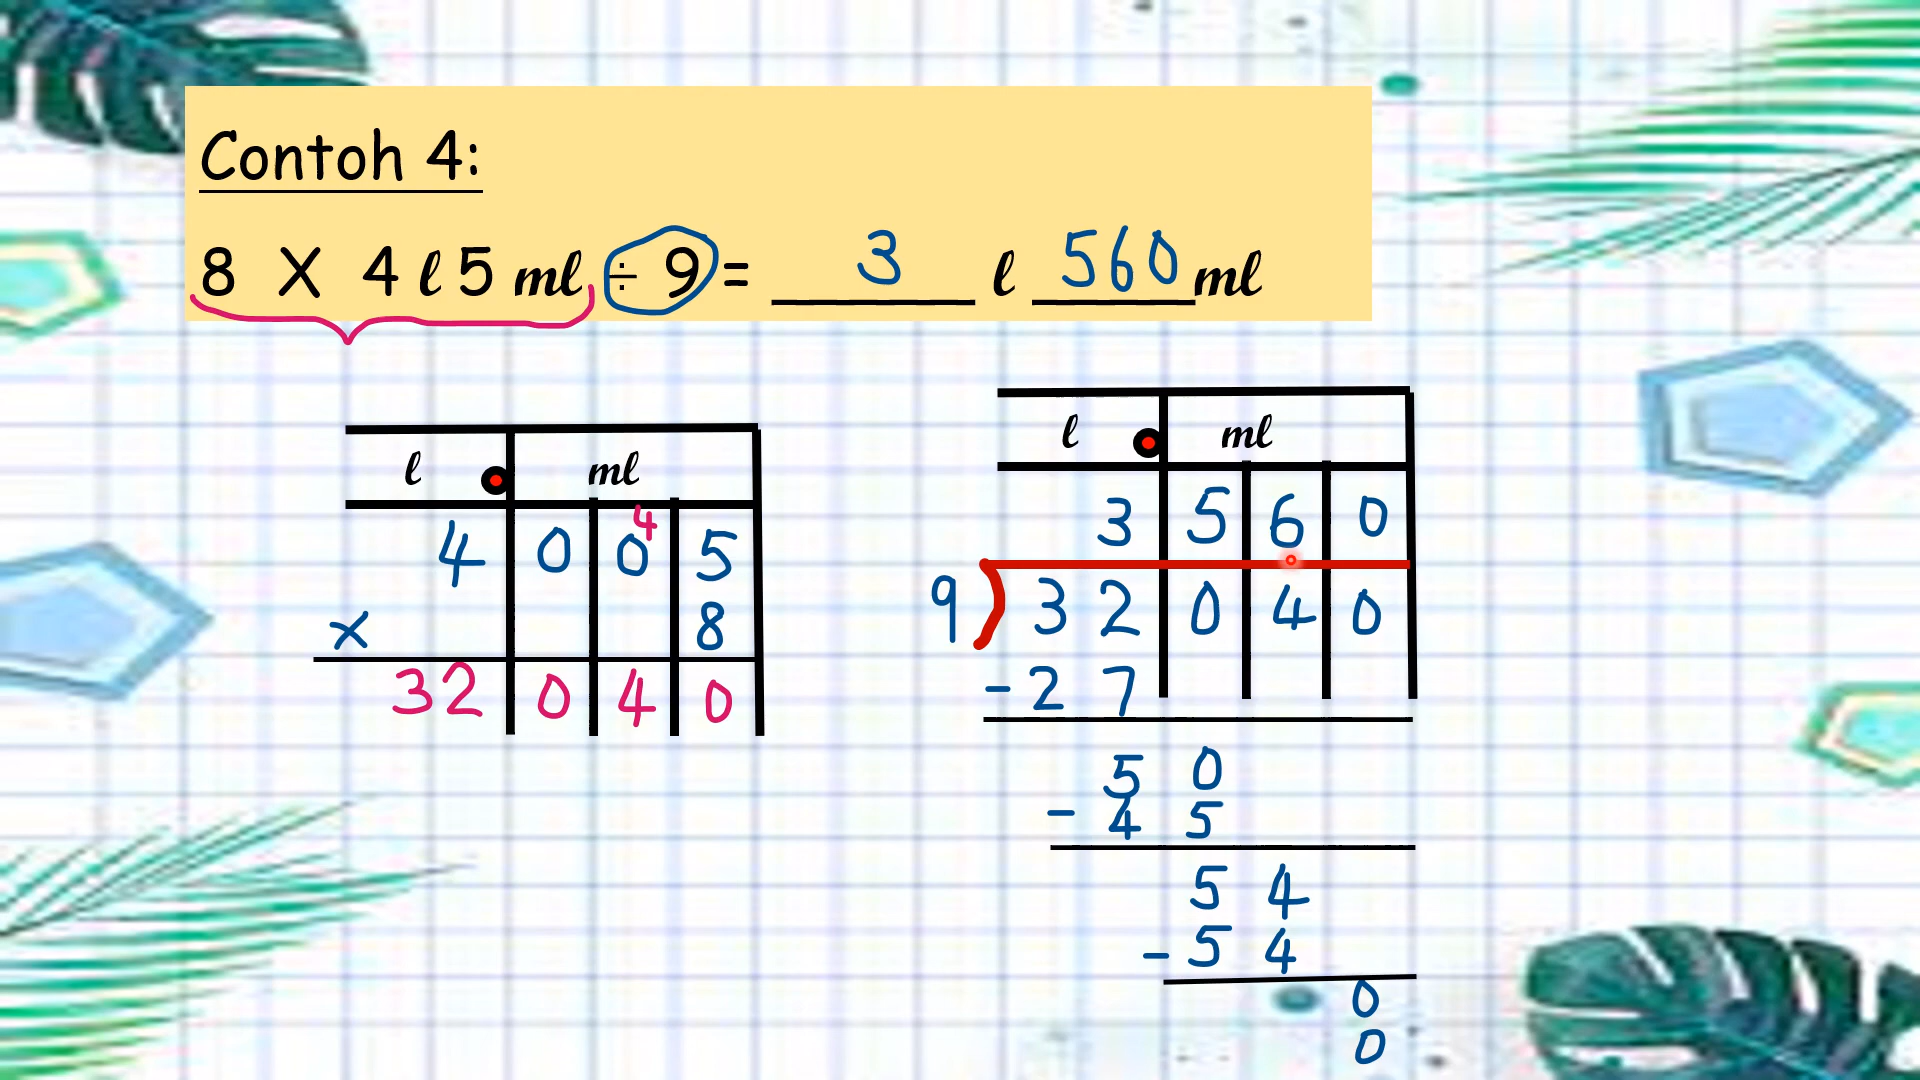 Contoh 4:
8 X 4 l 5 ml ÷ 9 = 3 l 560 ml
l ml
4 0 0 4 5
x 8
32 0 4 0
l ml
3 5 6 0
9 ) 3 2 0 4 0
- 2 7
5 0
- 4 5
5 4
- 5 4
0
0